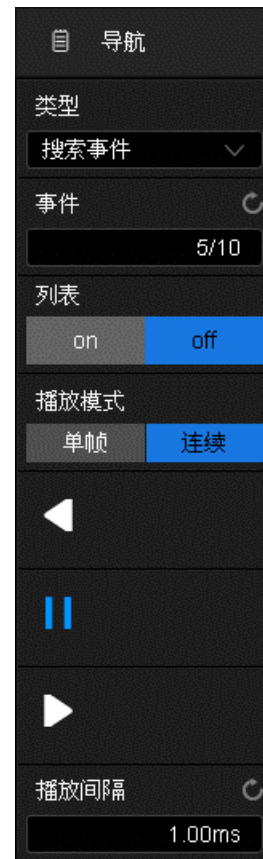 导航
类型
搜索事件
事件
5/10
列表
on off
播放模式
单帧 连续
播放间隔
1.00ms